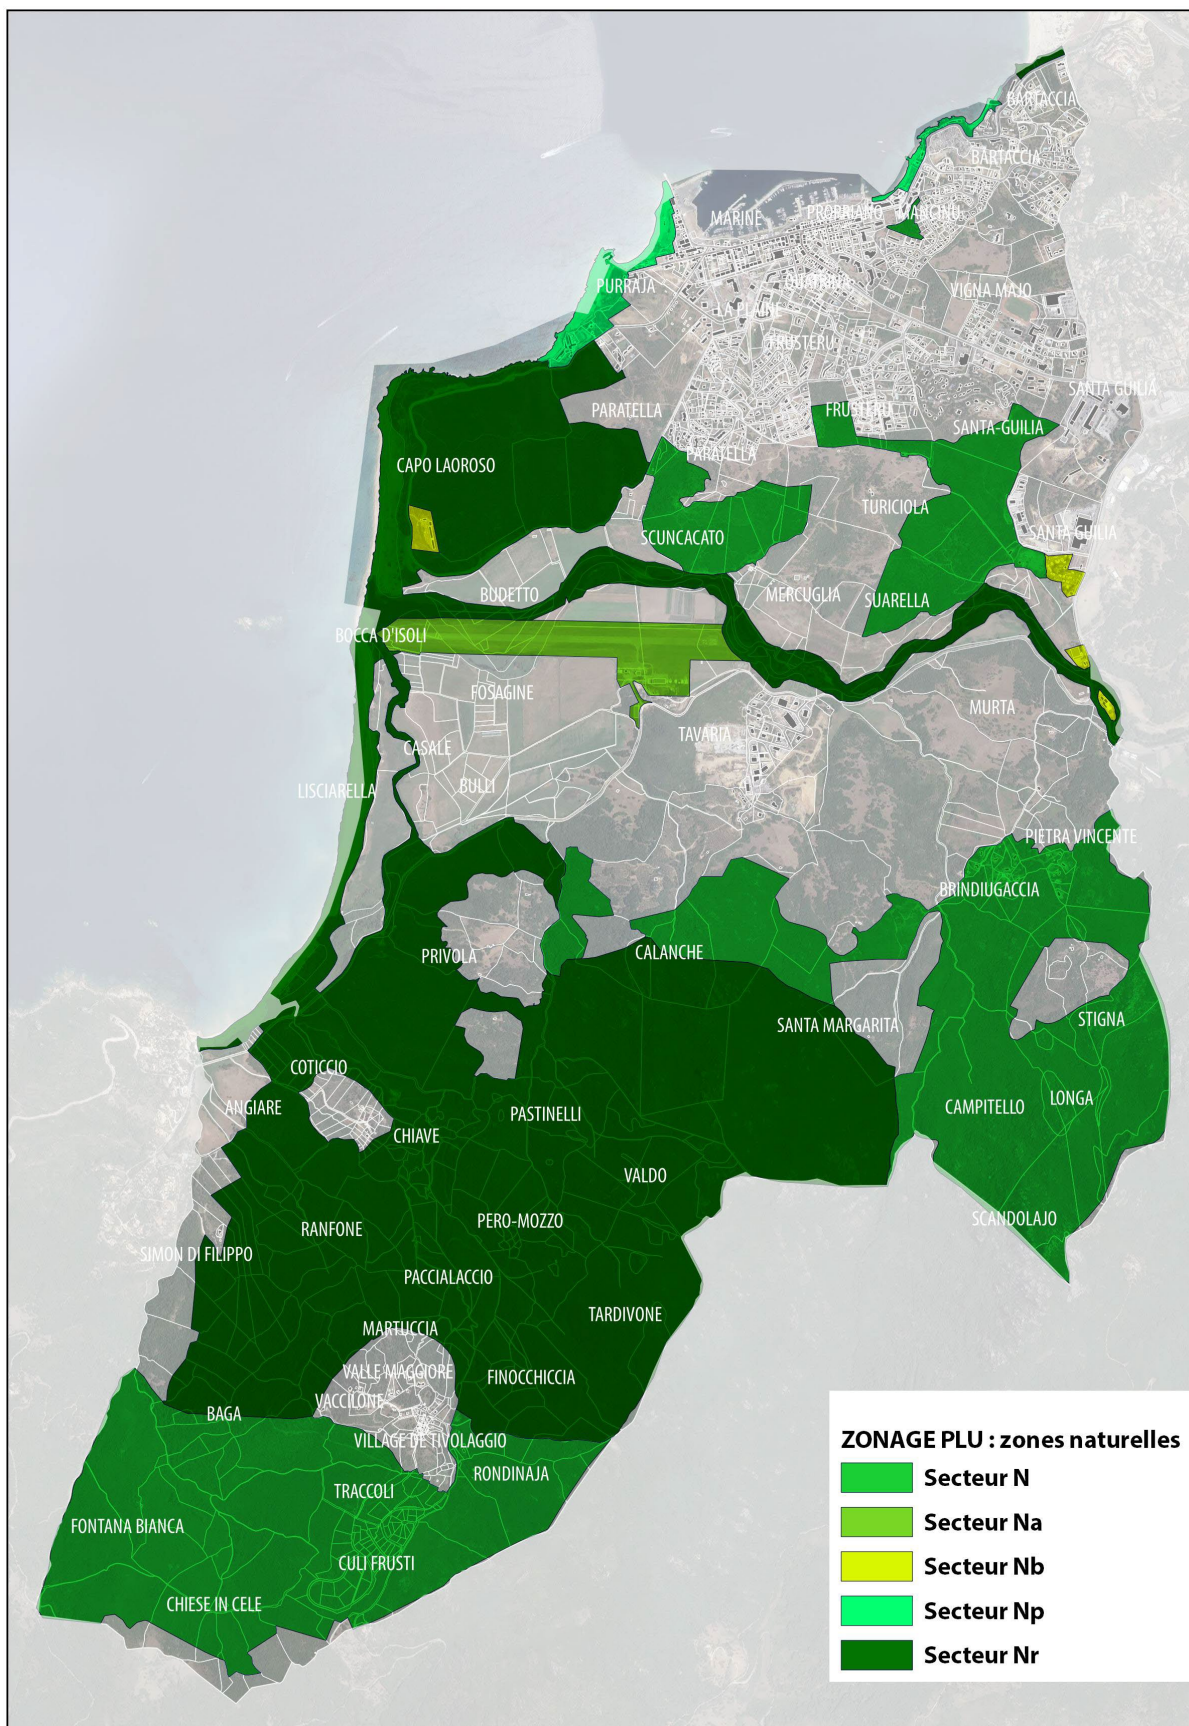 BARTACCIA
BARTACCIA
MARINE
PROPRIANO
MANCINU
PURRAJA
QUATRINA
VIGNA MAJO
LA PLAINE
FRUSTERU
SANTA GUILIA
PARATELLA
FRUSTERU
SANTA-GUILIA
PARATELLA
CAPO LAOROSO
TURICIOLA
SCUNCACATO
SANTA GUILIA
BUDETTO
MERCUGLIA
SUARELLA
BOCCA D'ISOLI
FOSAGINE
MURTA
TAVARIA
CASALE
BULLI
LISCIARELLA
PIETRA VINCENTE
BRINDIUGACCIA
PRIVOLA
CALANCHE
SANTA MARGARITA
STIGNA
COTICCIO
ANGIARE
PASTINELLI
CAMPITELLO
LONGA
CHIAVE
VALDO
RANFONE
PERO-MOZZO
SCANDOLAJO
SIMON DI FILIPPO
PACCIALACCIO
TARDIVONE
MARTUCCIA
VALLE MAGGIORE
FINOCCHICCIA
VACCILONE
BAGA
VILLAGE DE TIVOLAGGIO
RONDINAJA
TRACCOLI
FONTANA BIANCA
CULI FRUSTI
CHIESE IN CELE
ZONAGE PLU : zones naturelles
Secteur N
Secteur Na
Secteur Nb
Secteur Np
Secteur Nr